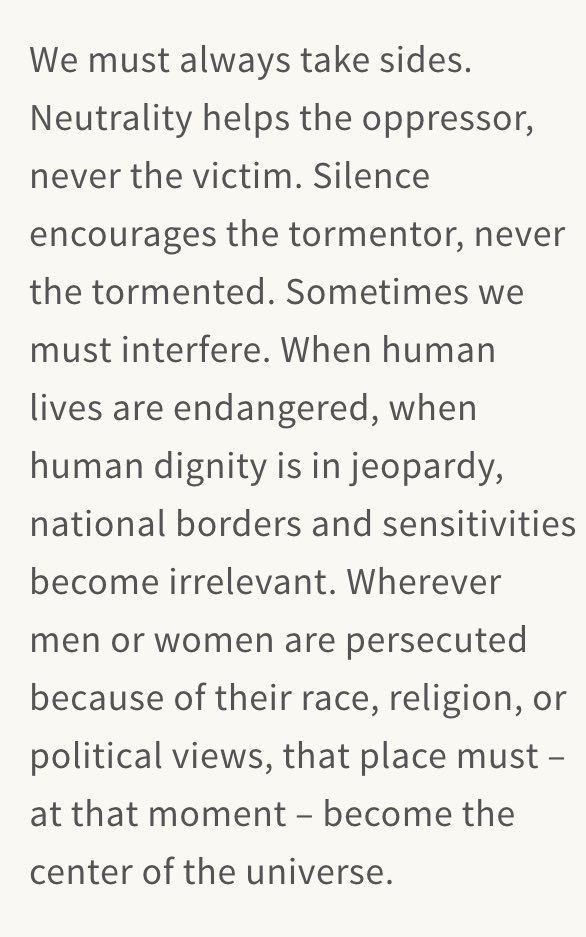 We must always take sides.
Neutrality helps the oppressor,
never the victim. Silence
encourages the tormentor, never
the tormented. Sometimes we
must interfere. When human
lives are endangered, when
human dignity is in jeopardy,
national borders and sensitivities
become irrelevant. Wherever
men or women are persecuted
because of their race, religion, or
political views, that place must –
at that moment – become the
center of the universe.